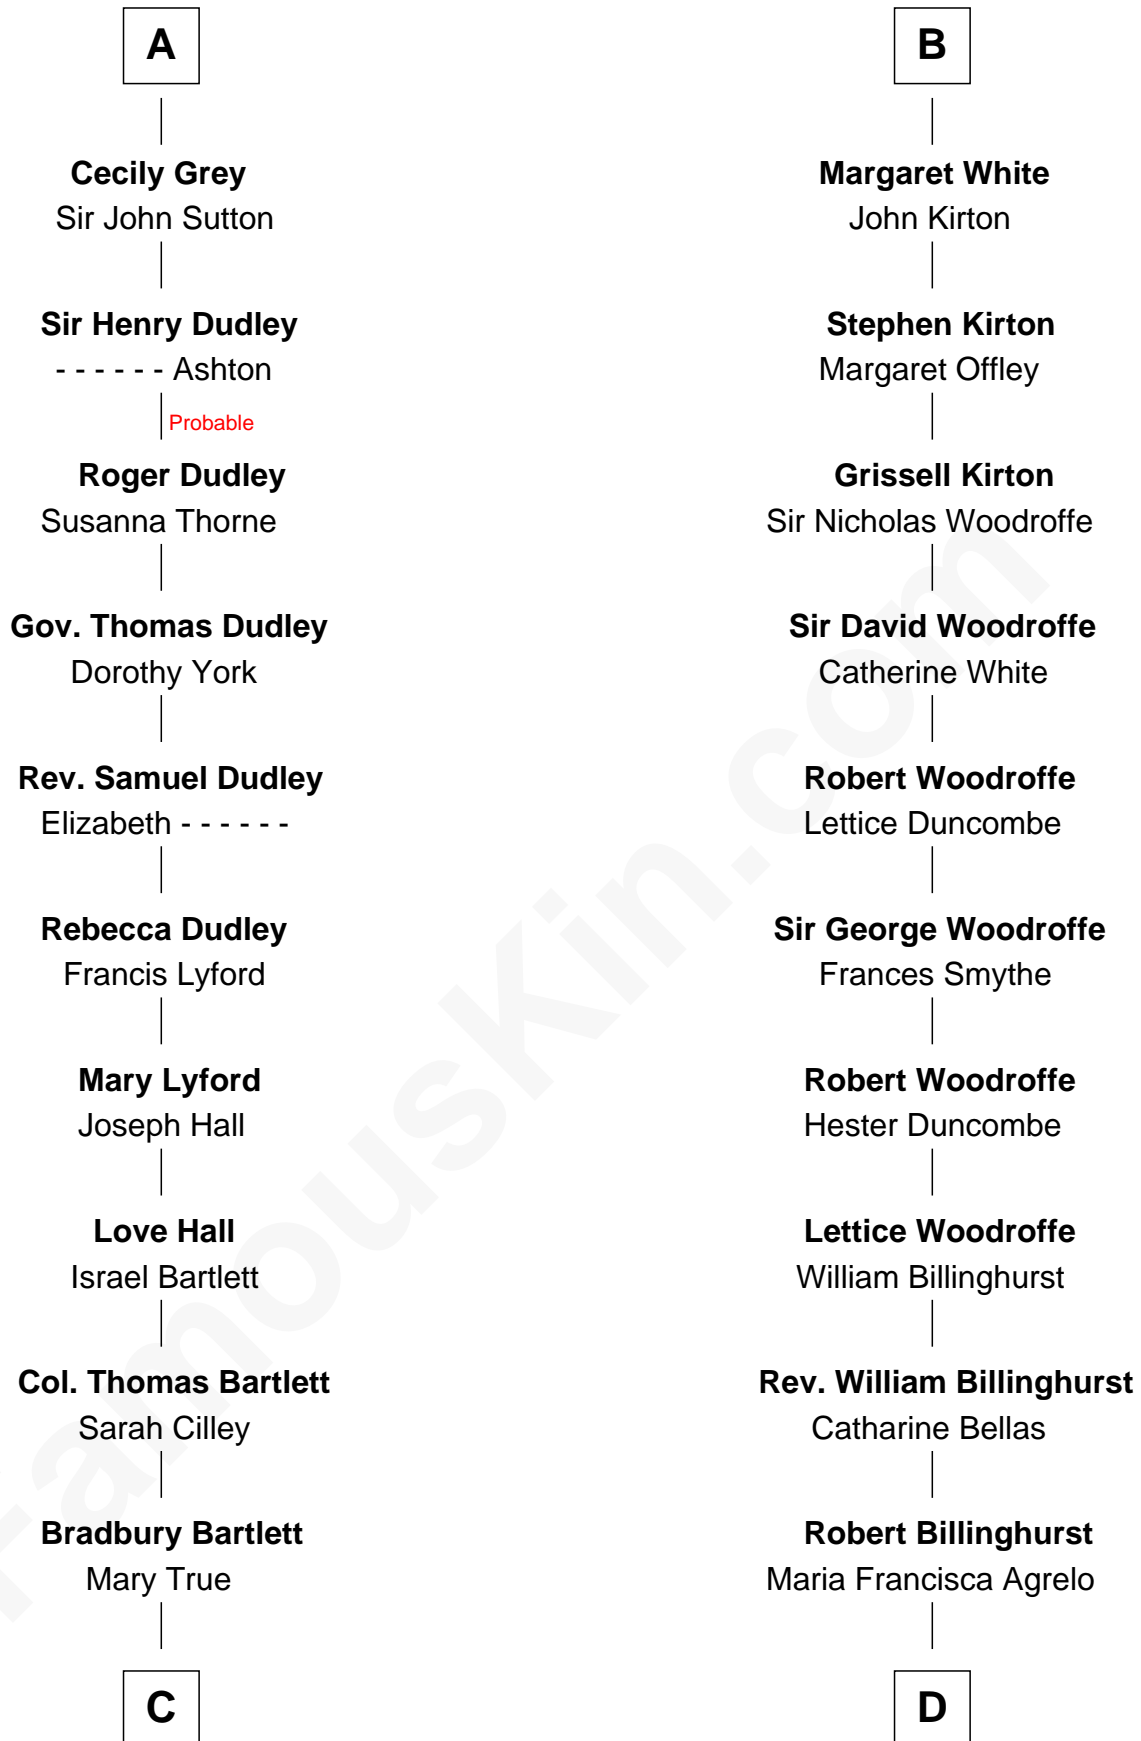 A
Cecily Grey
Sir John Sutton
Sir Henry Dudley
- - - - - - Ashton
Probable
Roger Dudley
Susanna Thorne
Gov. Thomas Dudley
Dorothy York
Rev. Samuel Dudley
Elizabeth - - - - - -
Rebecca Dudley
Francis Lyford
Mary Lyford
Joseph Hall
Love Hall
Israel Bartlett
Col. Thomas Bartlett
Sarah Cilley
Bradbury Bartlett
Mary True
C
B
Margaret White
John Kirton
Stephen Kirton
Margaret Offley
Grissell Kirton
Sir Nicholas Woodroffe
Sir David Woodroffe
Catherine White
Robert Woodroffe
Lettice Duncombe
Sir George Woodroffe
Frances Smythe
Robert Woodroffe
Hester Duncombe
Lettice Woodroffe
William Billinghurst
Rev. William Billinghurst
Catharine Bellas
Robert Billinghurst
Maria Francisca Agrelo
D
FamousKin.com